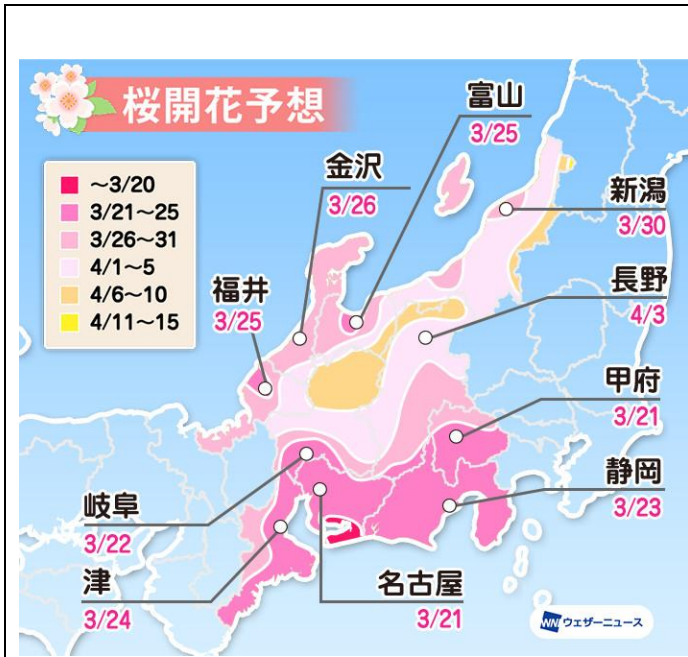 桜開花予想
~3/20
3/21~25
3/26~31
4/1~5
4/6~10
4/11~15
富山
3/25
金沢
3/26
新潟
3/30
福井
3/25
長野
4/3
甲府
3/21
静岡
3/23
岐阜
3/22
津
3/24
名古屋
3/21
WN ウェザーニュース